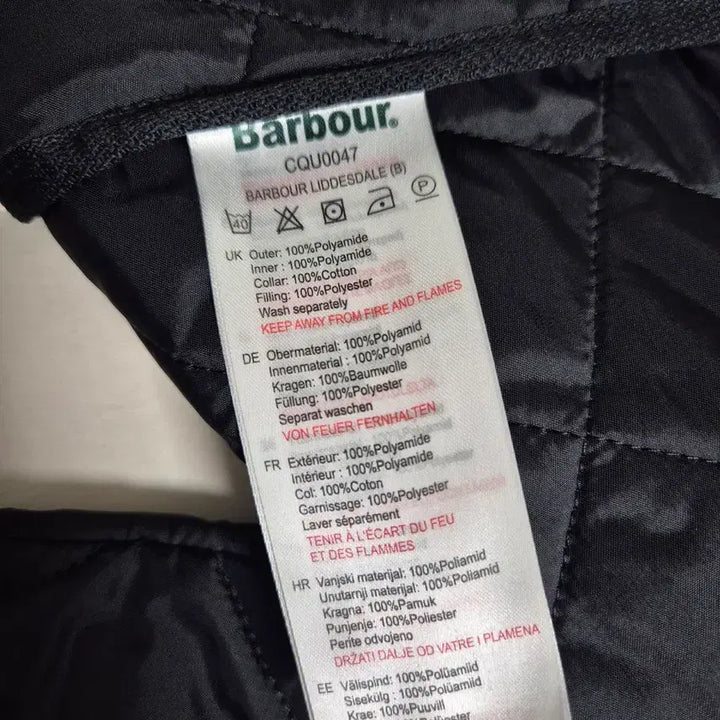 Barbour.
CQU0047
BARBOUR LIDDESDALE (B)
40 P
UK Outer: 100%Polyamide
Inner : 100%Polyamide
Collar: 100%Cotton
Filling: 100%Polyester
Wash separately
KEEP AWAY FROM FIRE AND FLAMES
DE Obermaterial: 100%Polyamid
Innenmaterial : 100%Polyamid
Kragen: 100%Baumwolle
Füllung: 100%Polyester
Separat waschen
VON FEUER FERNHALTEN
FR Extérieur: 100%Polyamide
Intérieur : 100%Polyamide
Col: 100%Coton
Garnissage: 100%Polyester
Laver séparément
TENIR À L'ÉCART DU FEU
ET DES FLAMMES
HR Vanjski materijal: 100%Poliamid
Unutarnji materijal: 100%Poliamid
Kragna: 100%Pamuk
Punjenje: 100%Poliester
Perite odvojeno
DRŽATI DALJE OD VATRE I PLAMENA
EE Välispind: 100%Polüamiid
Sisekülg : 100%Polüamiid
Krae: 100%Puuvill